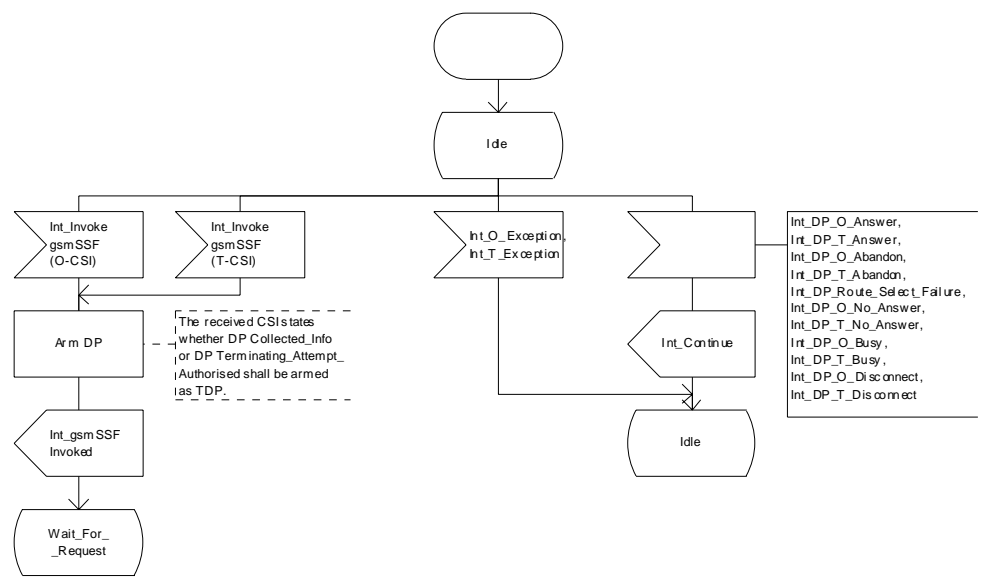 Idle
Int_Invoke
gsmSSF
(O-CSI)
Int_Invoke
gsmSSF
(T-CSI)
Int_O_Exception,
Int_T_Exception
Int_DP_O_Answer,
Int_DP_T_Answer,
Int_DP_O_Abandon,
Int_DP_T_Abandon,
Int_DP_Route_Select_Failure,
Int_DP_O_No_Answer,
Int_DP_T_No_Answer,
Int_DP_O_Busy,
Int_DP_T_Busy,
Int_DP_O_Disconnect,
Int_DP_T_Disconnect
Arm DP
The received CSI states
whether DP Collected_Info
or DP Terminating_Attempt_
Authorised shall be armed
as TDP.
Int_Continue
Int_gsmSSF
Invoked
Idle
Wait_For_
_Request